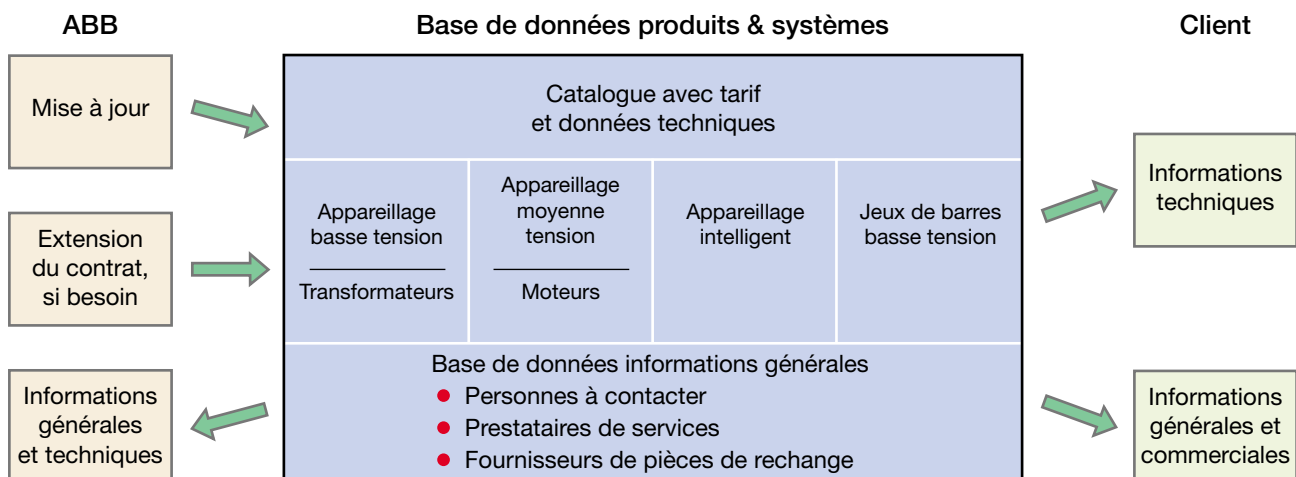 ABB
Base de données produits & systèmes
Client
Mise à jour
Extension
du contrat,
si besoin
Informations
générales
et techniques
Catalogue avec tarif
et données techniques
Appareillage
basse tension
Transformateurs
Appareillage
moyenne
tension
Moteurs
Appareillage
intelligent
Jeux de barres
basse tension
Base de données informations générales
● Personnes à contacter
● Prestataires de services
● Fournisseurs de pièces de rechange
Informations
techniques
Informations
générales et
commerciales